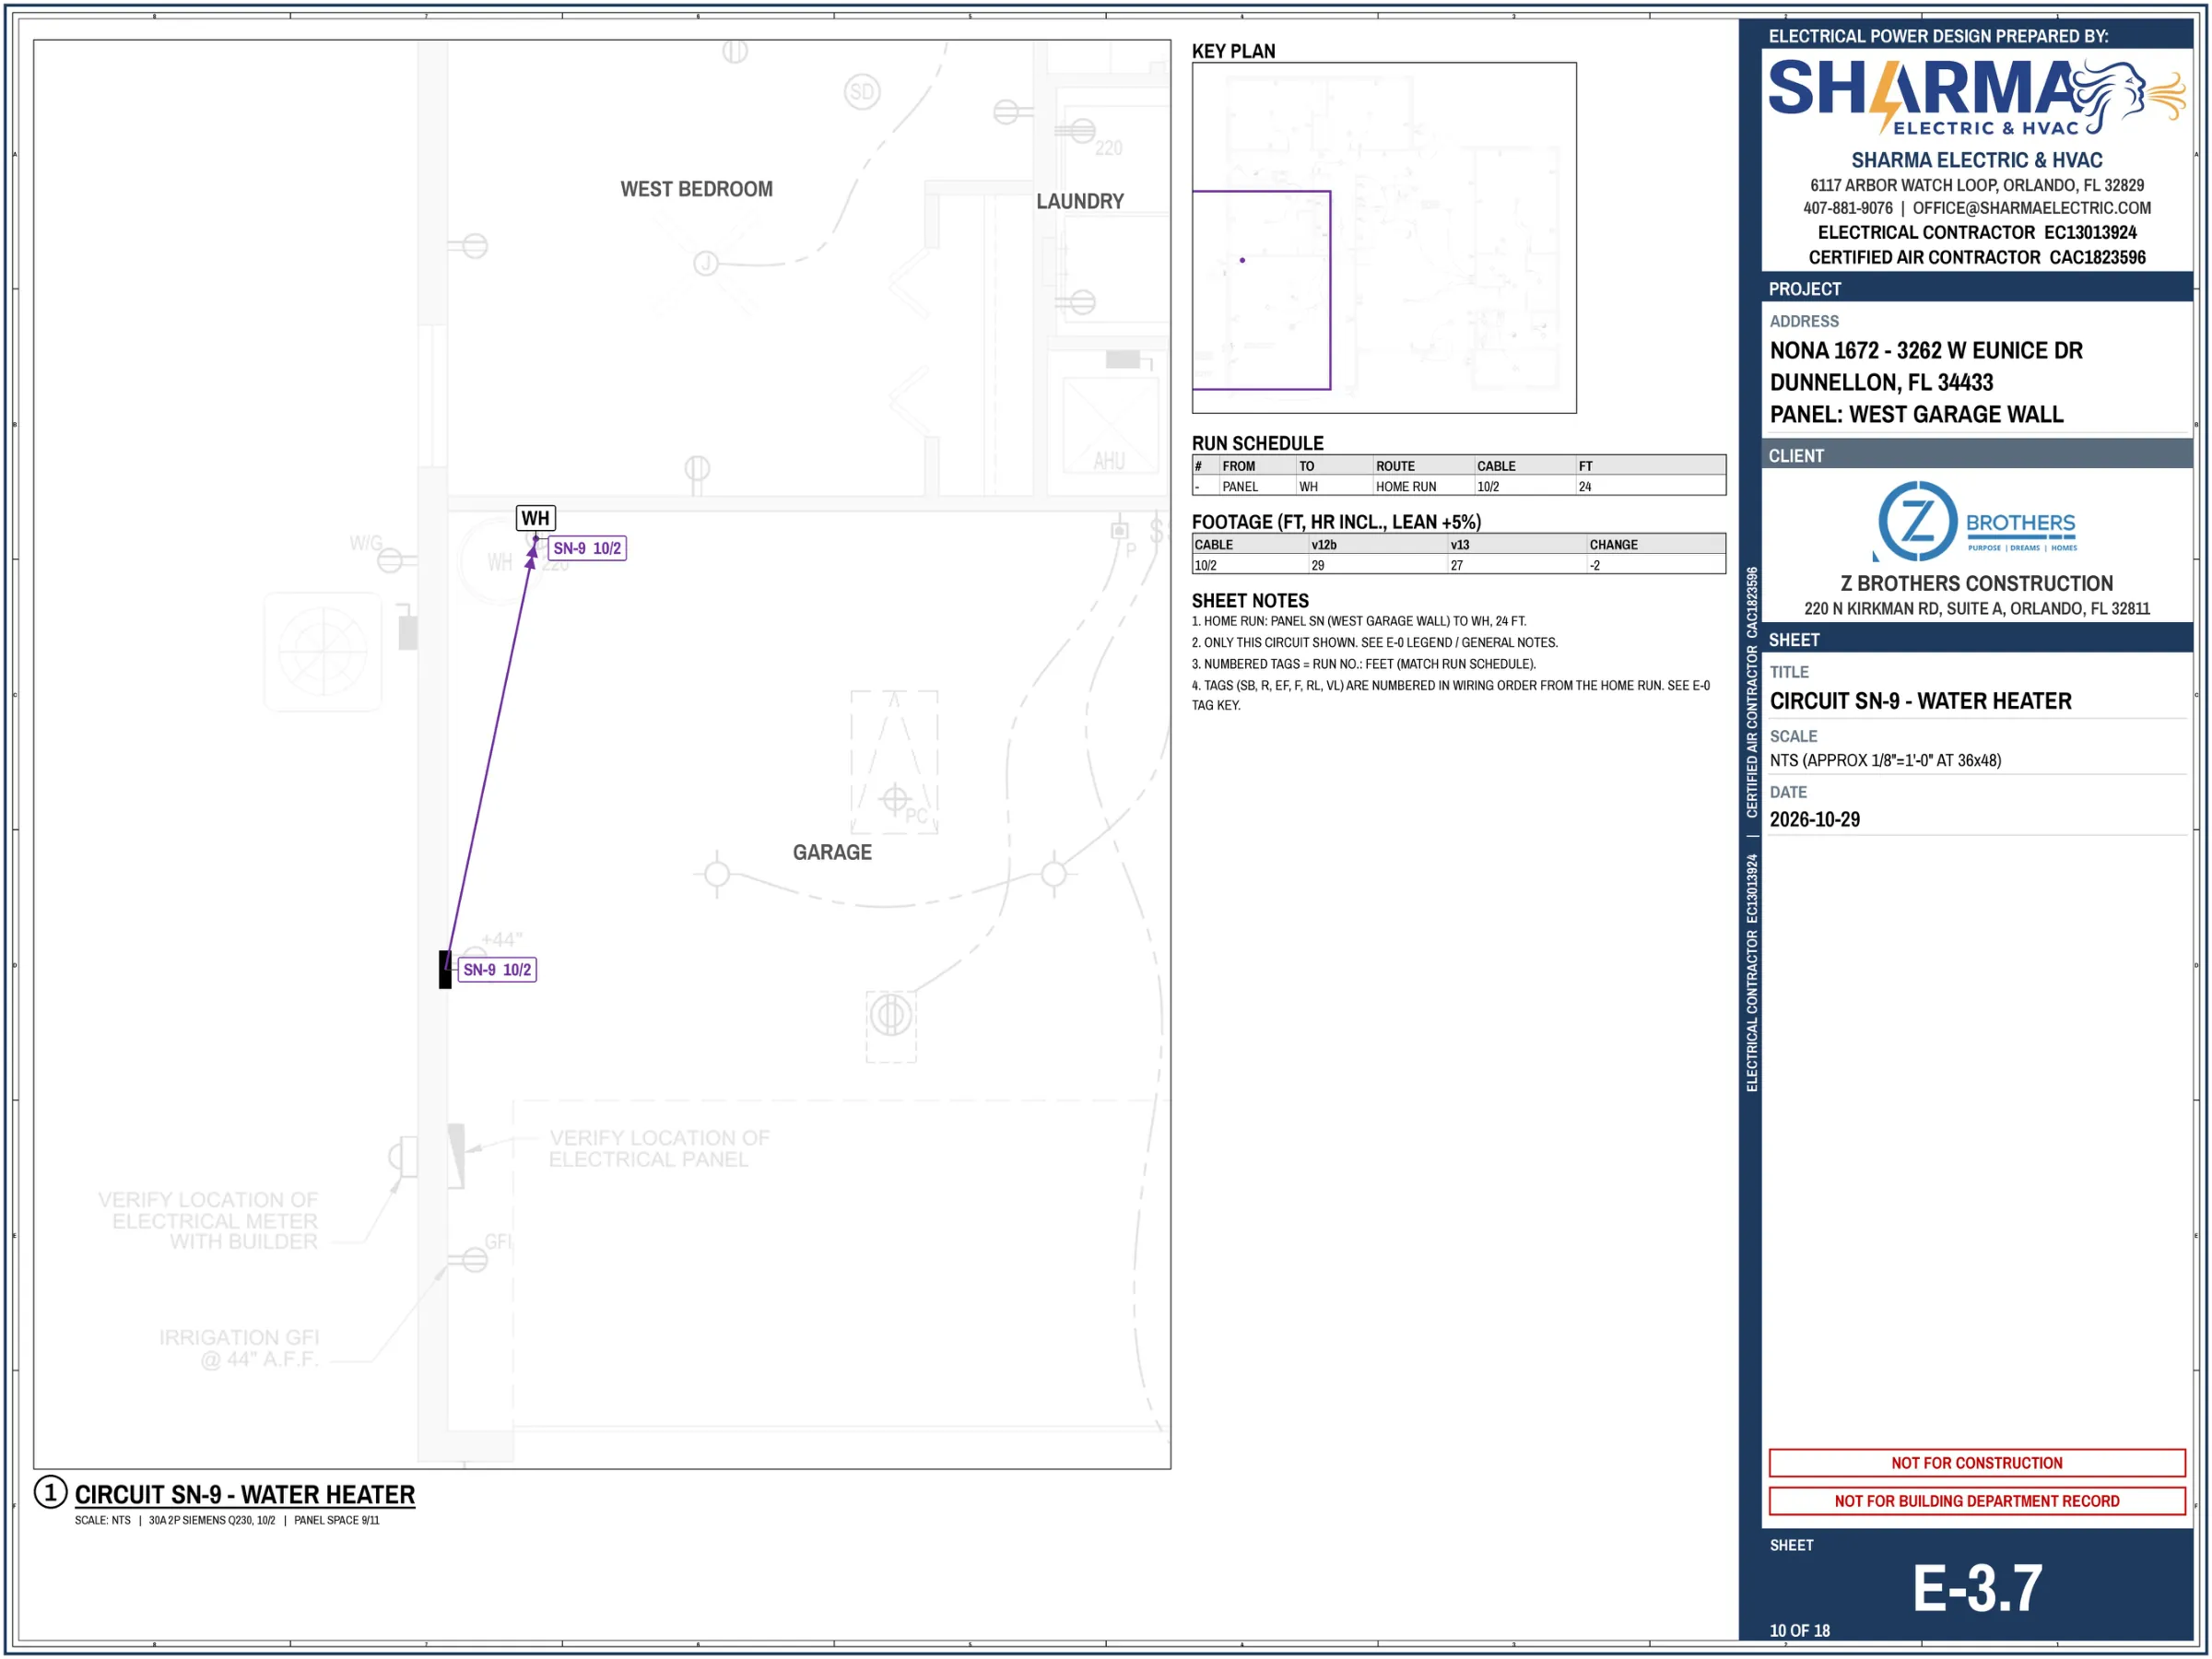 SD
220
WEST BEDROOM
LAUNDRY
J
AHU
WH
W/G
WH
220
SN-9 10/2
P
PC
GARAGE
+44"
SN-9 10/2
VERIFY LOCATION OF
ELECTRICAL PANEL
VERIFY LOCATION OF
ELECTRICAL METER
WITH BUILDER
GFI
IRRIGATION GFI
@ 44" A.F.F.
1
CIRCUIT SN-9 - WATER HEATER
SCALE: NTS | 30A 2P SIEMENS Q230, 10/2 | PANEL SPACE 9/11
KEY PLAN
RUN SCHEDULE
# FROM TO ROUTE CABLE FT
- PANEL WH HOME RUN 10/2 24
FOOTAGE (FT, HR INCL., LEAN +5%)
CABLE v12b v13 CHANGE
10/2 29 27 -2
SHEET NOTES
1. HOME RUN: PANEL SN (WEST GARAGE WALL) TO WH, 24 FT.
2. ONLY THIS CIRCUIT SHOWN. SEE E-0 LEGEND / GENERAL NOTES.
3. NUMBERED TAGS = RUN NO.: FEET (MATCH RUN SCHEDULE).
4. TAGS (SB, R, EF, F, RL, VL) ARE NUMBERED IN WIRING ORDER FROM THE HOME RUN. SEE E-0
TAG KEY.
ELECTRICAL CONTRACTOR EC13013924 | CERTIFIED AIR CONTRACTOR CAC1823596
ELECTRICAL POWER DESIGN PREPARED BY:
SHARMA
ELECTRIC & HVAC
SHARMA ELECTRIC & HVAC
6117 ARBOR WATCH LOOP, ORLANDO, FL 32829
407-881-9076 | OFFICE@SHARMAELECTRIC.COM
ELECTRICAL CONTRACTOR EC13013924
CERTIFIED AIR CONTRACTOR CAC1823596
PROJECT
ADDRESS
NONA 1672 - 3262 W EUNICE DR
DUNNELLON, FL 34433
PANEL: WEST GARAGE WALL
CLIENT
Z BROTHERS
PURPOSE | DREAMS | HOMES
Z BROTHERS CONSTRUCTION
220 N KIRKMAN RD, SUITE A, ORLANDO, FL 32811
SHEET
TITLE
CIRCUIT SN-9 - WATER HEATER
SCALE
NTS (APPROX 1/8"=1'-0" AT 36x48)
DATE
2026-10-29
NOT FOR CONSTRUCTION
NOT FOR BUILDING DEPARTMENT RECORD
SHEET
E-3.7
10 OF 18